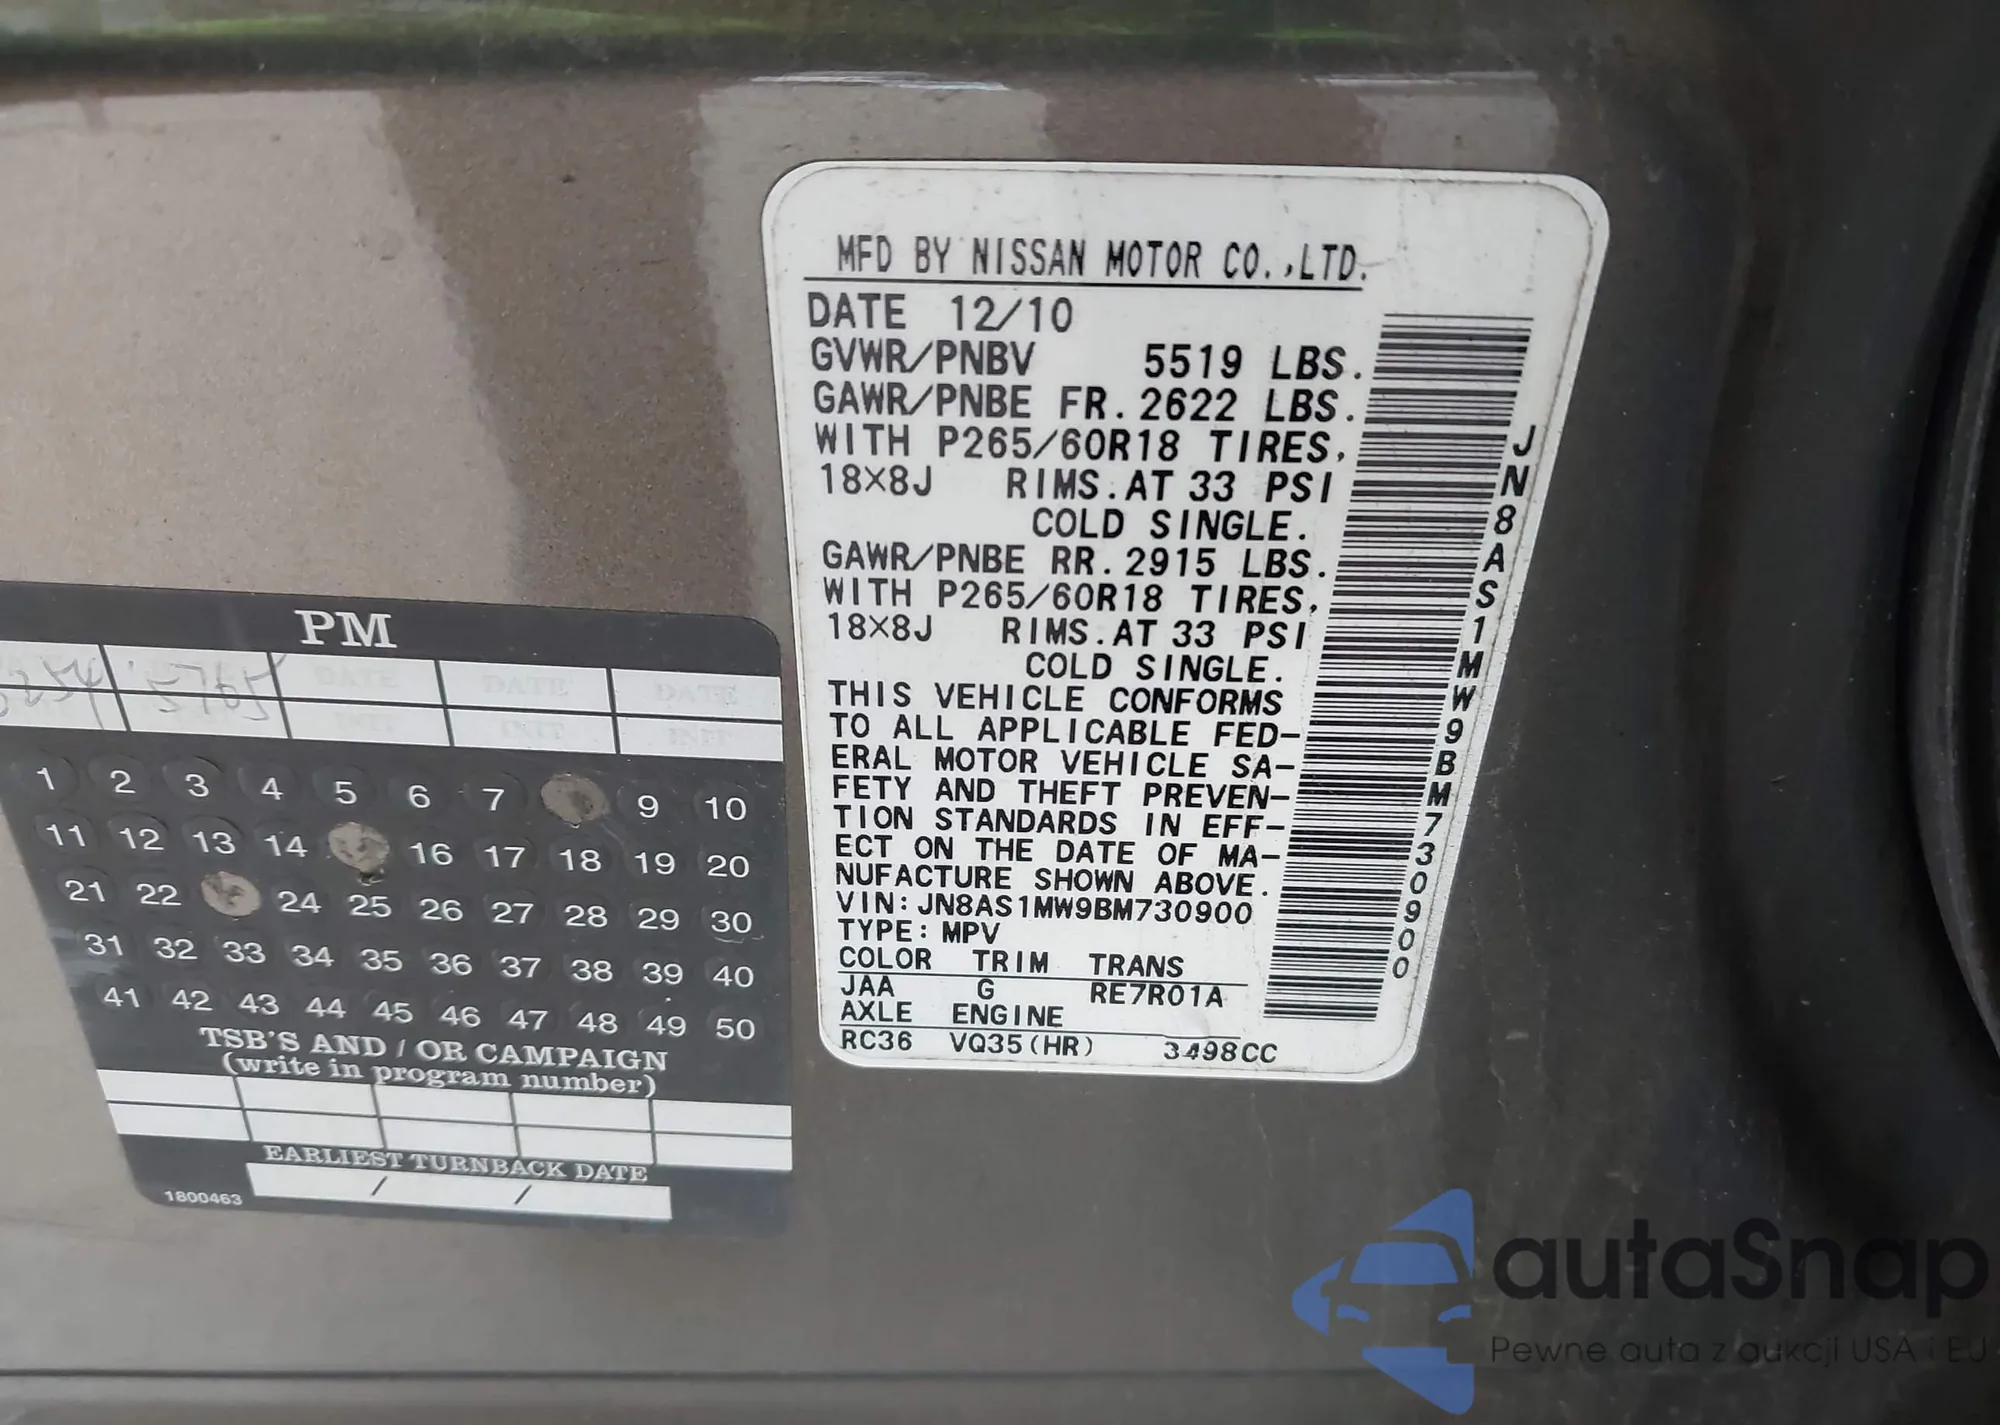 MFD BY NISSAN MOTOR CO.,LTD.
DATE 12/10
GVWR/PNBV 5519 LBS.
GAWR/PNBE FR. 2622 LBS.
WITH P265/60R18 TIRES,
18×8J RIMS. AT 33 PSI
COLD SINGLE.
GAWR/PNBE RR. 2915 LBS.
WITH P265/60R18 TIRES,
18×8J RIMS. AT 33 PSI
COLD SINGLE.
THIS VEHICLE CONFORMS
TO ALL APPLICABLE FED-
ERAL MOTOR VEHICLE SA-
FETY AND THEFT PREVEN-
TION STANDARDS IN EFF-
ECT ON THE DATE OF MA-
NUFACTURE SHOWN ABOVE.
VIN: JN8AS1MW9BM730900
TYPE: MPV
COLOR TRIM TRANS
JAA G RE7R01A
AXLE ENGINE
RC36 VQ35(HR) 3498CC
JN8AS1MW9BM730900
PM
DATE DATE DATE
INIT INIT INIT
1 2 3 4 5 6 7 9 10
11 12 13 14 16 17 18 19 20
21 22 24 25 26 27 28 29 30
31 32 33 34 35 36 37 38 39 40
41 42 43 44 45 46 47 48 49 50
TSB'S AND / OR CAMPAIGN
(write in program number)
EARLIEST TURNBACK DATE
/ /
1800463
autaSnap
Pewne auta z aukcji USA i EU